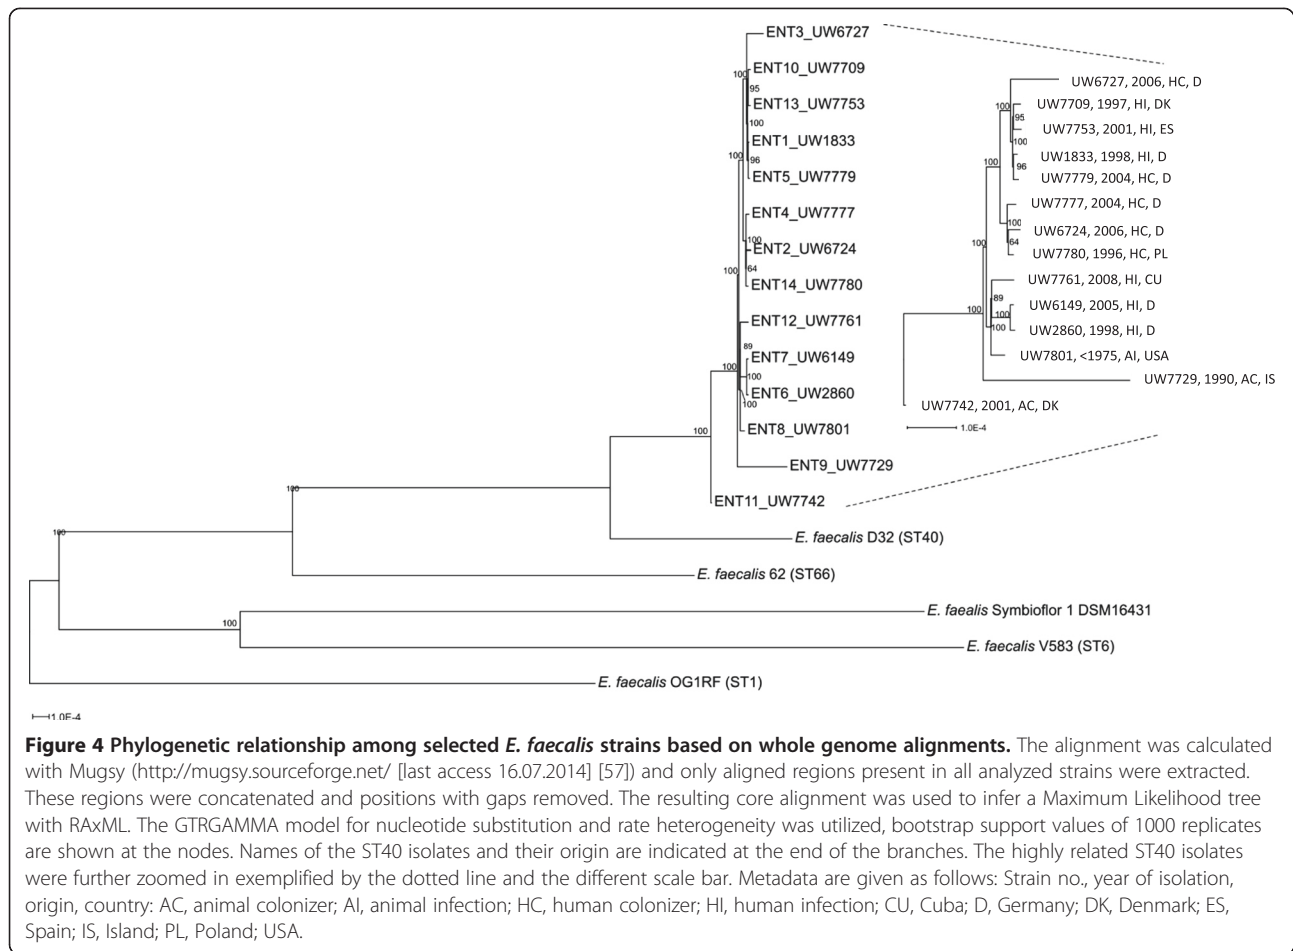 ENT3_UW6727
ENT10_UW7709
100
95
ENT13_UW7753
100
ENT1_UW1833
100
96
ENT5_UW7779
ENT4_UW7777
100
ENT2_UW6724
100
64
ENT14_UW7780
ENT12_UW7761
89
ENT7_UW6149
100
100
ENT6_UW2860
100
ENT8_UW7801
100
ENT9_UW7729
ENT11_UW7742
100
E. faecalis D32 (ST40)
100
E. faecalis 62 (ST66)
E. faealis Symbioflor 1 DSM16431
100
E. faecalis V583 (ST6)
E. faecalis OG1RF (ST1)
1.0E-4
UW6727, 2006, HC, D
100
UW7709, 1997, HI, DK
95
UW7753, 2001, HI, ES
100
UW1833, 1998, HI, D
100
96
UW7779, 2004, HC, D
UW7777, 2004, HC, D
100
UW6724, 2006, HC, D
100
64
UW7780, 1996, HC, PL
UW7761, 2008, HI, CU
89
UW6149, 2005, HI, D
100
100
UW2860, 1998, HI, D
100
UW7801, <1975, AI, USA
UW7729, 1990, AC, IS
UW7742, 2001, AC, DK
1.0E-4
Figure 4 Phylogenetic relationship among selected E. faecalis strains based on whole genome alignments. The alignment was calculated
with Mugsy (http://mugsy.sourceforge.net/ [last access 16.07.2014] [57]) and only aligned regions present in all analyzed strains were extracted.
These regions were concatenated and positions with gaps removed. The resulting core alignment was used to infer a Maximum Likelihood tree
with RAxML. The GTRGAMMA model for nucleotide substitution and rate heterogeneity was utilized, bootstrap support values of 1000 replicates
are shown at the nodes. Names of the ST40 isolates and their origin are indicated at the end of the branches. The highly related ST40 isolates
were further zoomed in exemplified by the dotted line and the different scale bar. Metadata are given as follows: Strain no., year of isolation,
origin, country: AC, animal colonizer; AI, animal infection; HC, human colonizer; HI, human infection; CU, Cuba; D, Germany; DK, Denmark; ES,
Spain; IS, Island; PL, Poland; USA.